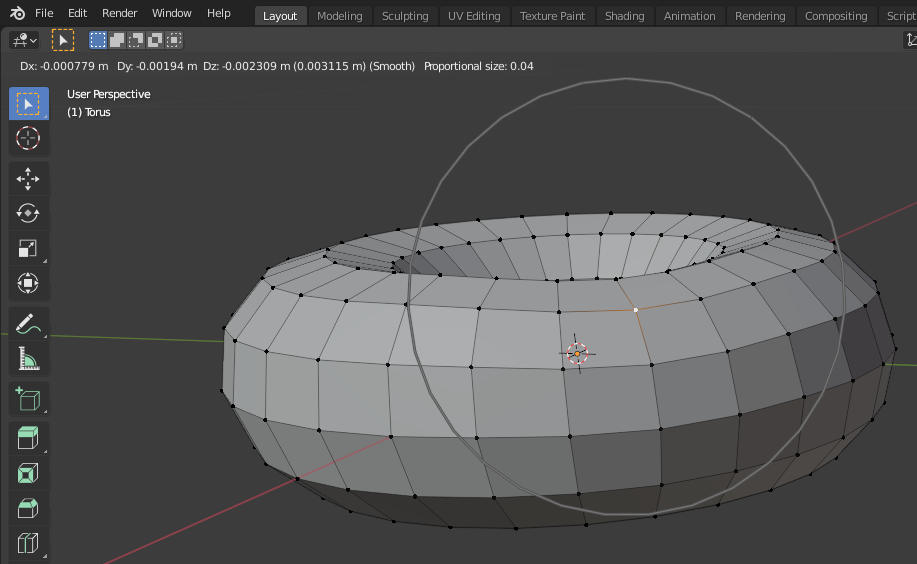 File Edit Render Window Help Layout Modeling Sculpting UV Editing Texture Paint Shading Animation Rendering Compositing Script
Dx: -0.000779 m Dy: -0.00194 m Dz: -0.002309 m (0.003115 m) (Smooth) Proportional size: 0.04
User Perspective
(1) Torus